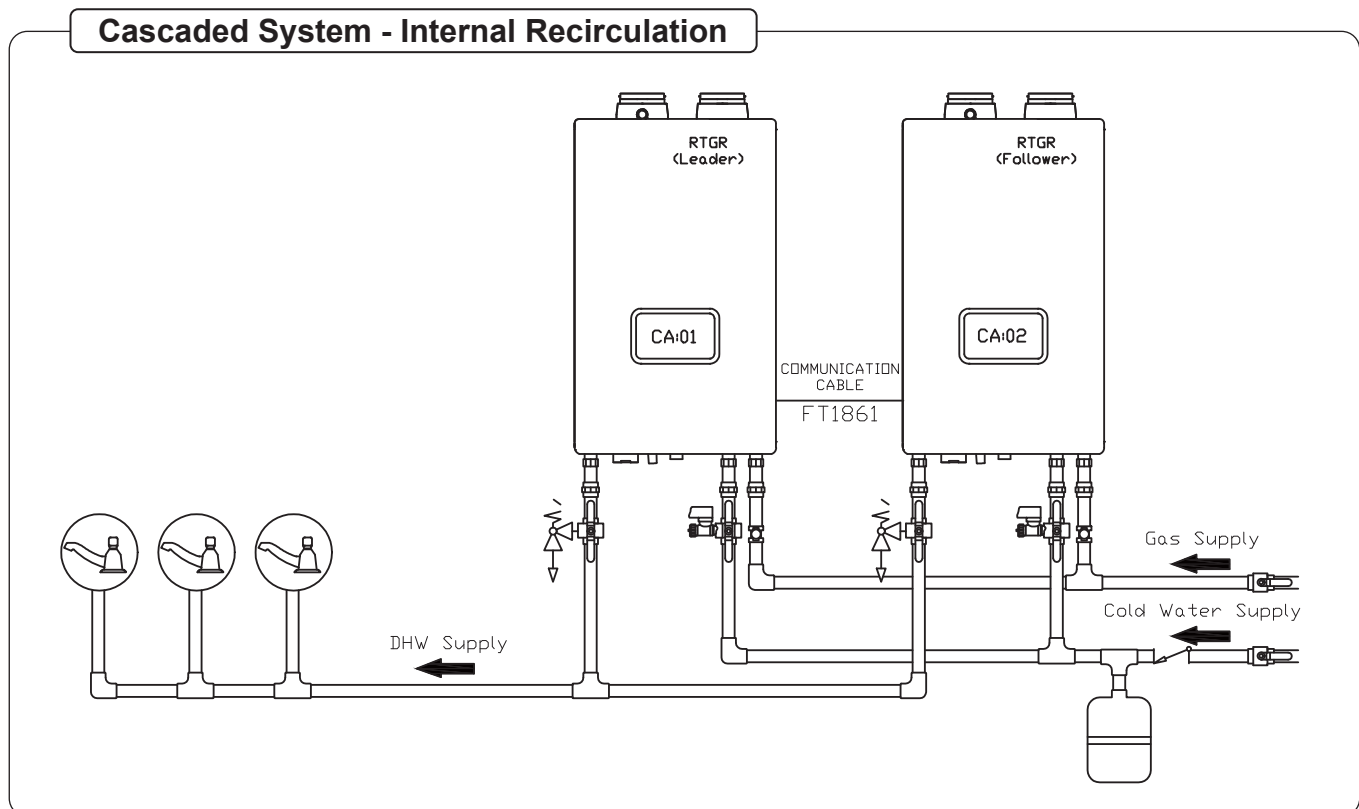 Cascaded System - Internal Recirculation
RTGR
(Leader)
RTGR
(Follower)
CA:01
CA:02
COMMUNICATION
CABLE
FT1861
Gas Supply
Cold Water Supply
DHW Supply